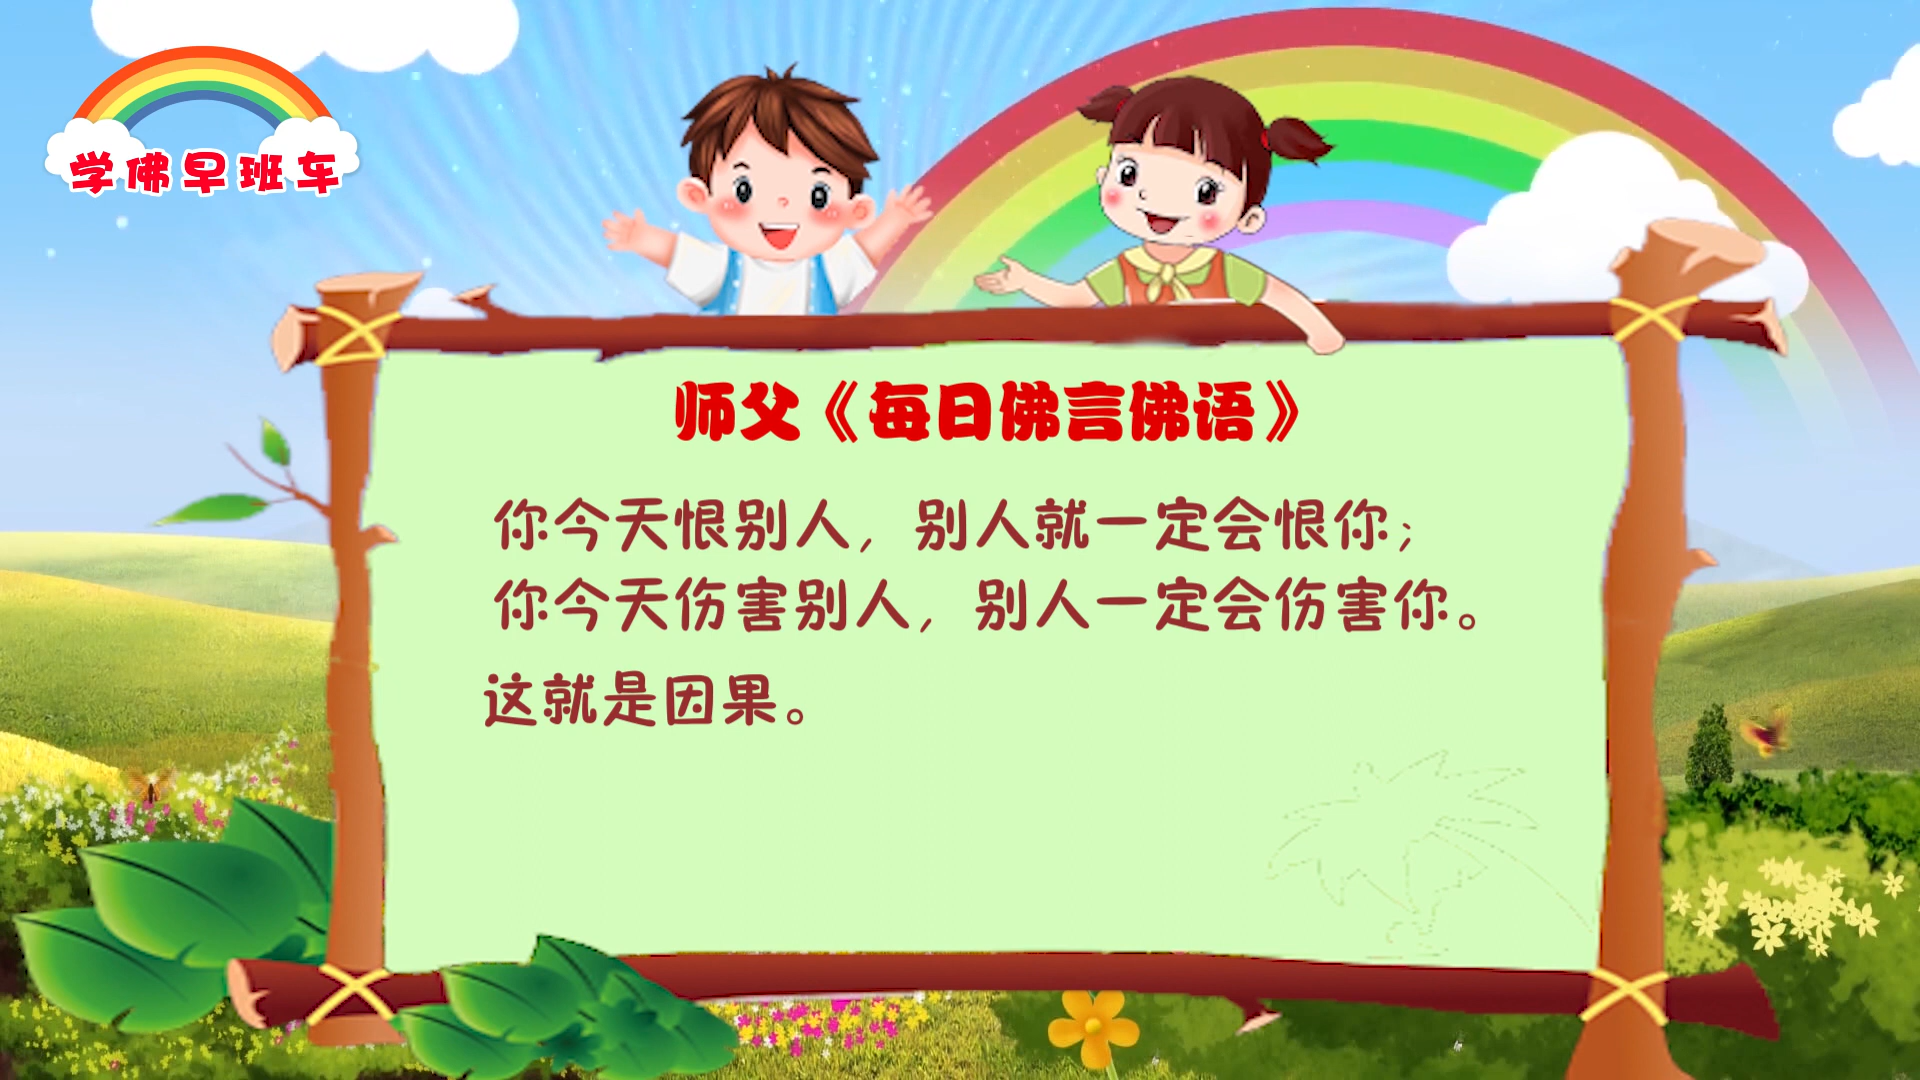 学佛早班车
师父《每日佛言佛语》
你今天恨别人，别人就一定会恨你；
你今天伤害别人，别人一定会伤害你。
这就是因果。